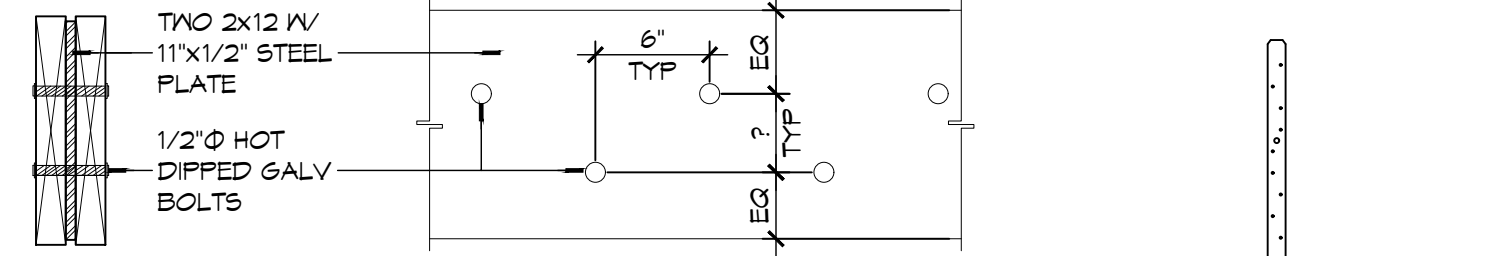 TWO 2x12 W/
11"x1/2" STEEL
PLATE
1/2"Φ HOT
DIPPED GALV
BOLTS
6"
TYP
EQ
?
TYP
EQ